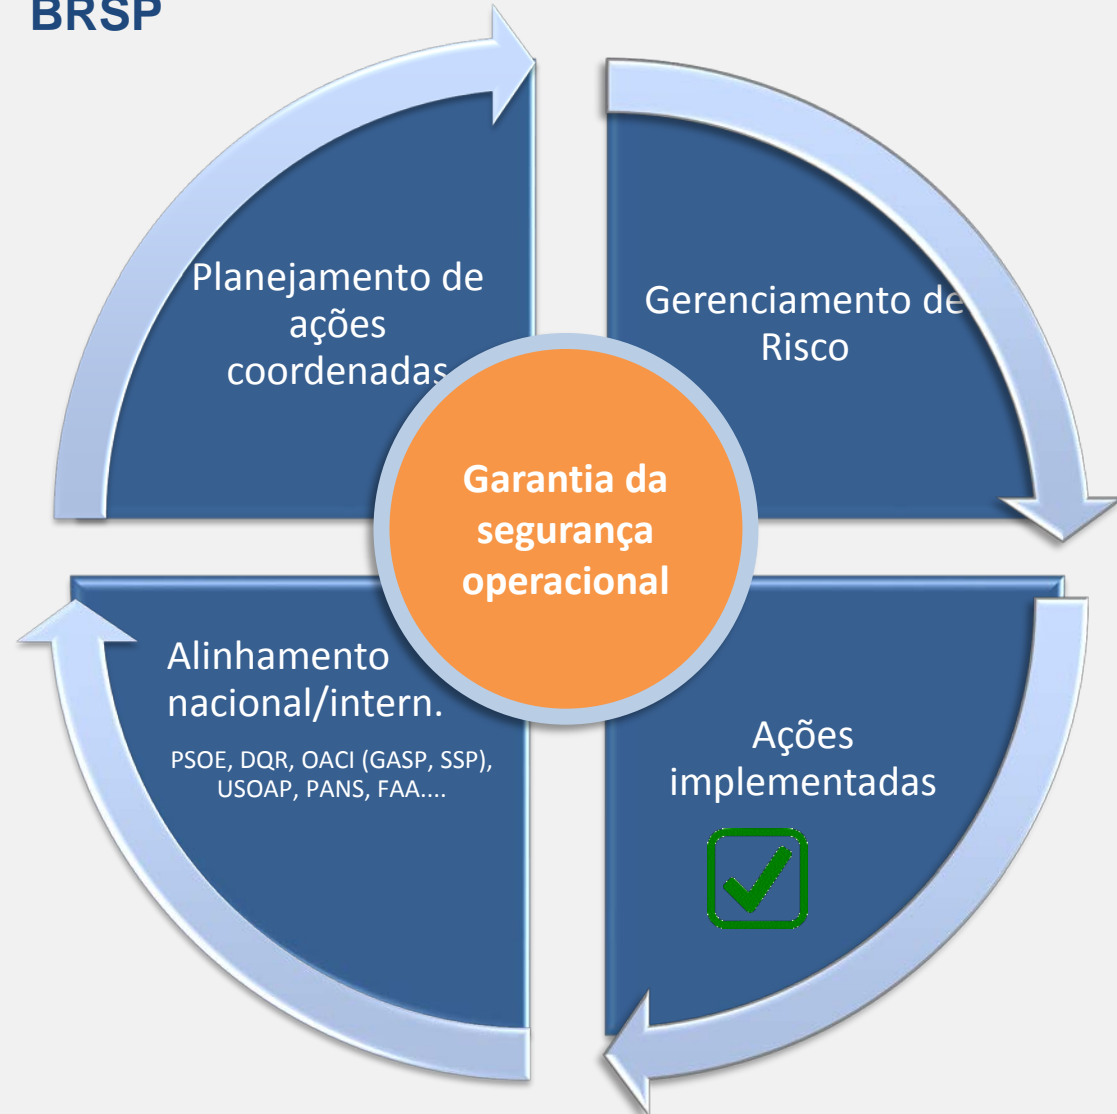 BRSP
Planejamento de
ações
coordenadas
Gerenciamento de
Risco
Garantia da
segurança
operacional
Alinhamento
nacional/intern.
PSOE, DQR, OACI (GASP, SSP),
USOAP, PANS, FAA....
Ações
implementadas